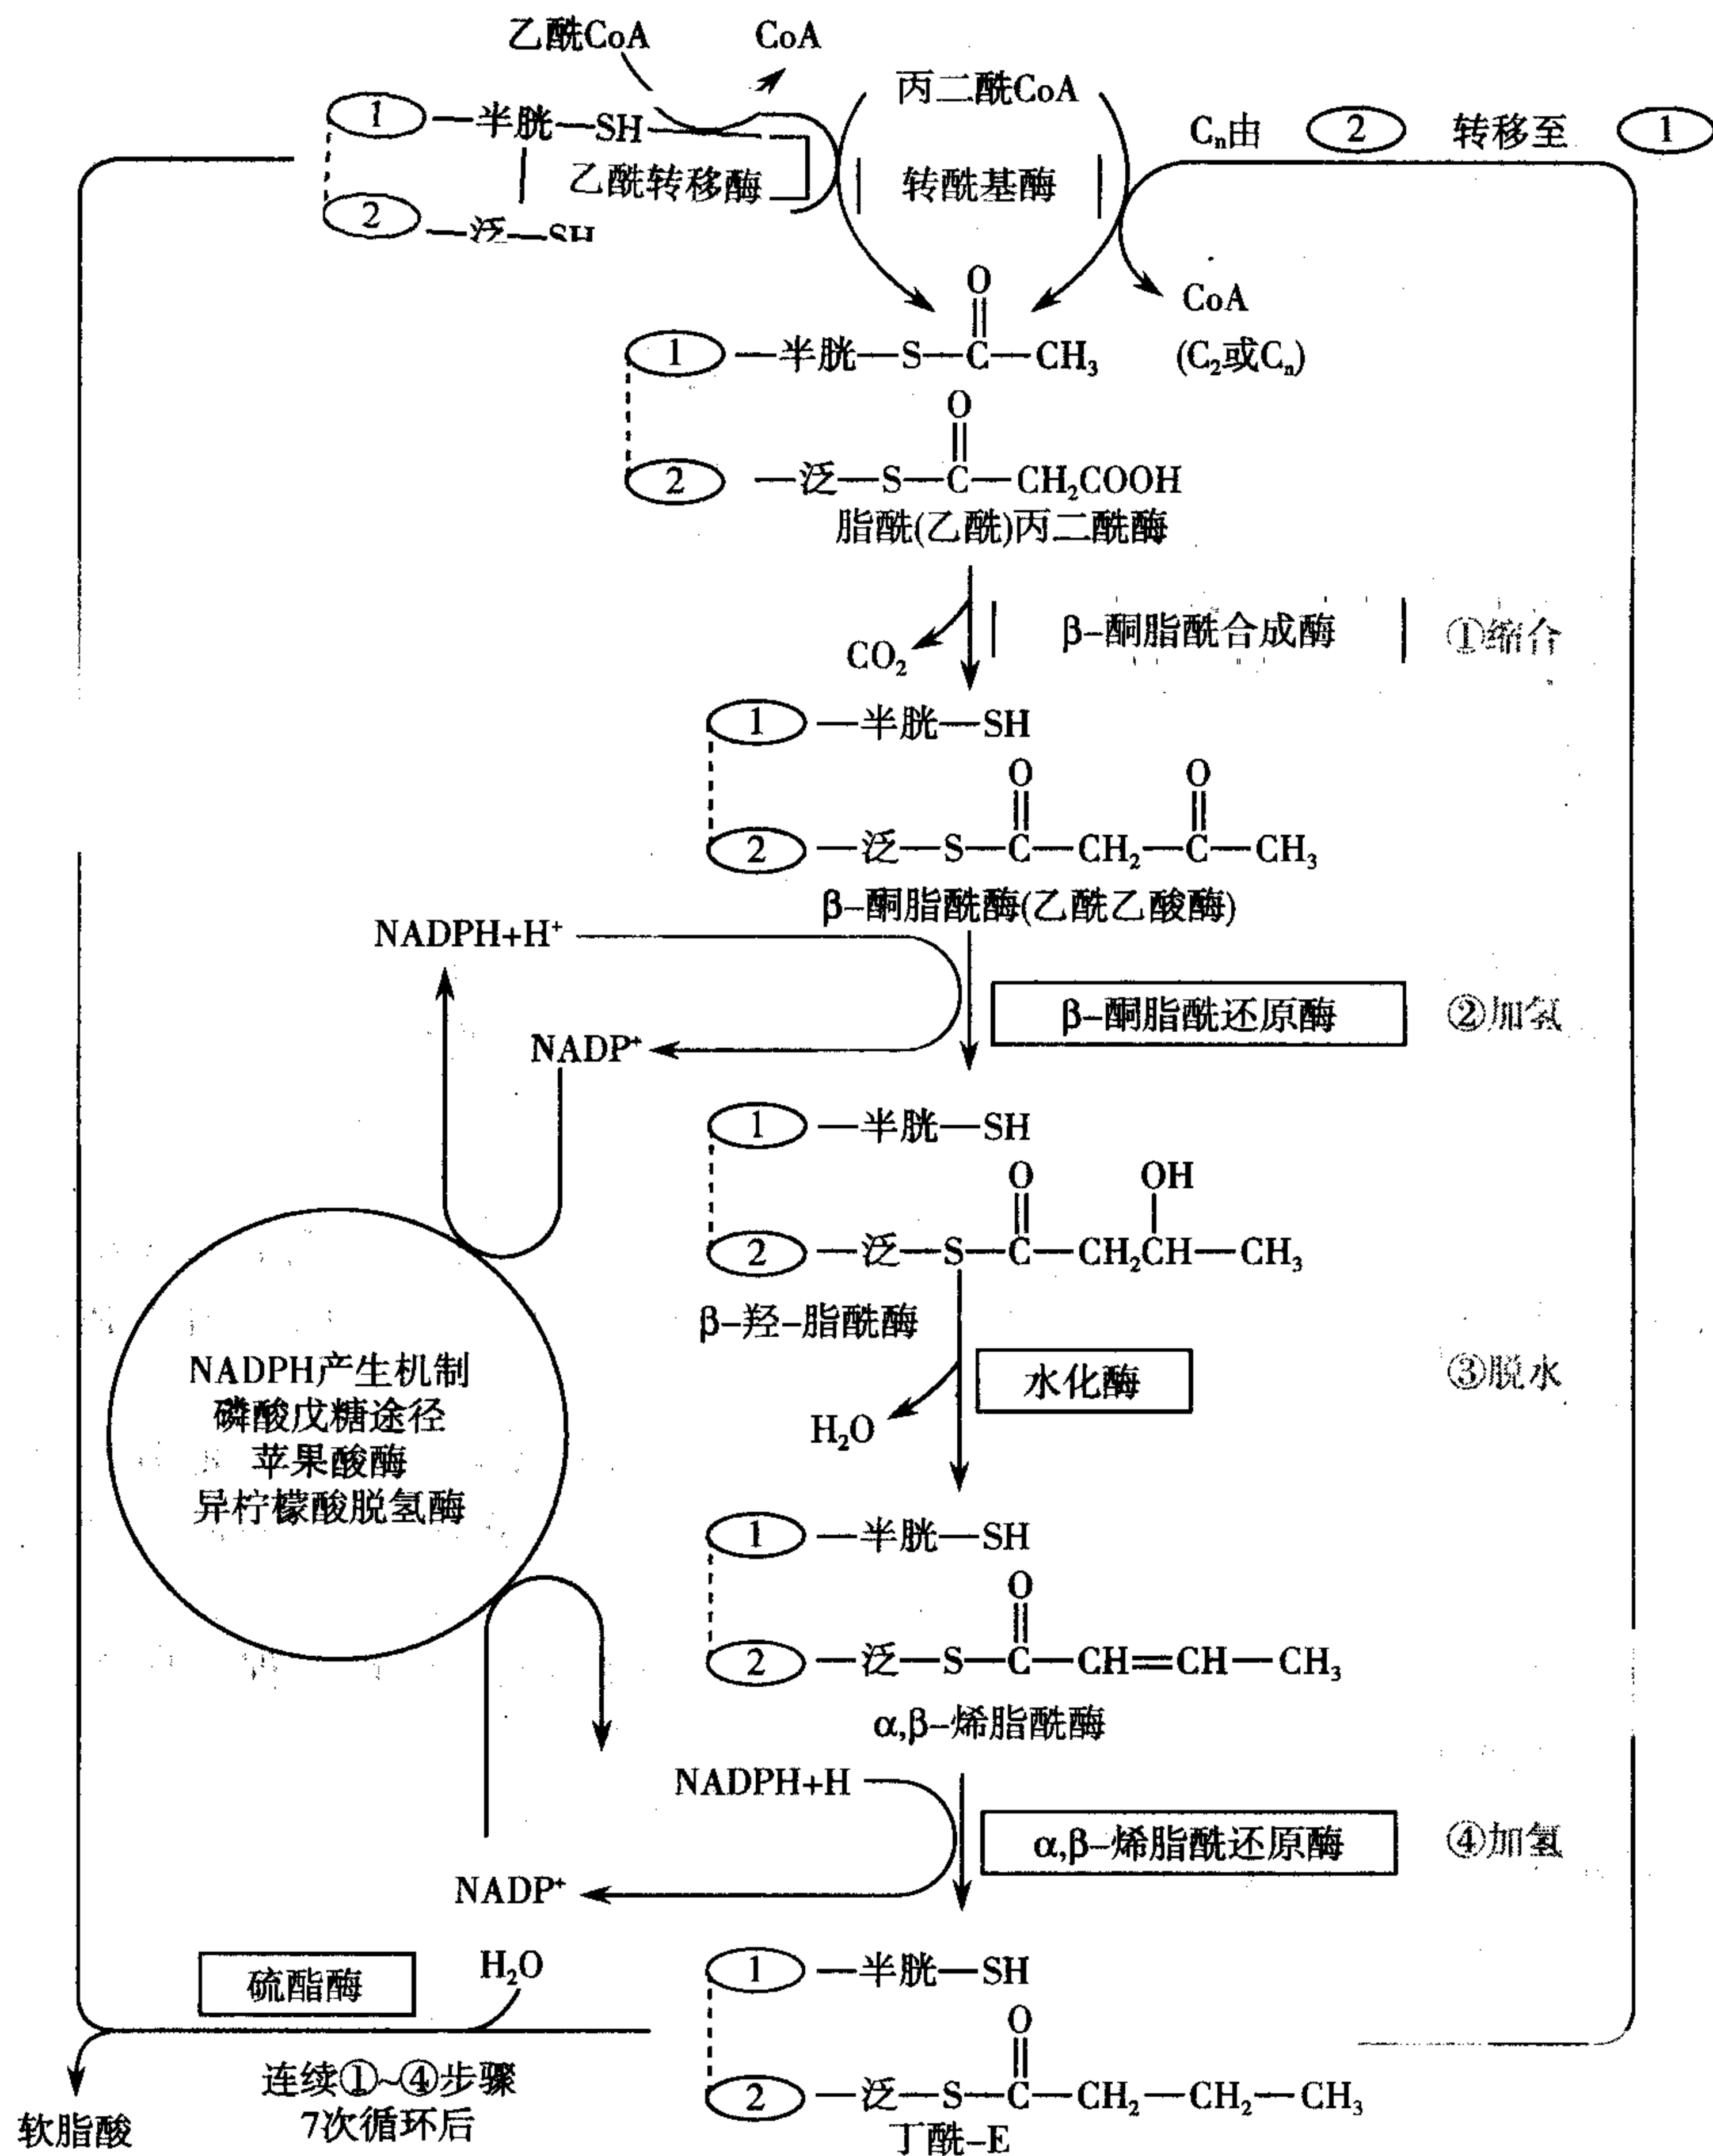 乙酰CoA
CoA
丙二酰CoA
1 —半胱—SH
Cn由 2 转移至 1
乙酰转移酶
转酰基酶
2 —泛—SH
CoA
(C₂或Cn)
O
1 —半胱—S—C—CH₃
O
2 —泛—S—C—CH₂COOH
脂酰(乙酰)丙二酰酶
CO₂
β-酮脂酰合成酶
①缩合
1 —半胱—SH
O O
2 —泛—S—C—CH₂—C—CH₃
β-酮脂酰酶(乙酰乙酸酶)
NADPH+H⁺
NADP⁺
β-酮脂酰还原酶
②加氢
1 —半胱—SH
O OH
2 —泛—S—C—CH₂CH—CH₃
β-羟-脂酰酶
H₂O
水化酶
③脱水
NADPH产生机制
磷酸戊糖途径
苹果酸酶
异柠檬酸脱氢酶
1 —半胱—SH
O
2 —泛—S—C—CH=CH—CH₃
α,β-烯脂酰酶
NADPH+H
NADP⁺
α,β-烯脂酰还原酶
④加氢
硫酯酶
H₂O
1 —半胱—SH
O
2 —泛—S—C—CH₂—CH₂—CH₃
丁酰-E
连续①~④步骤
7次循环后
软脂酸